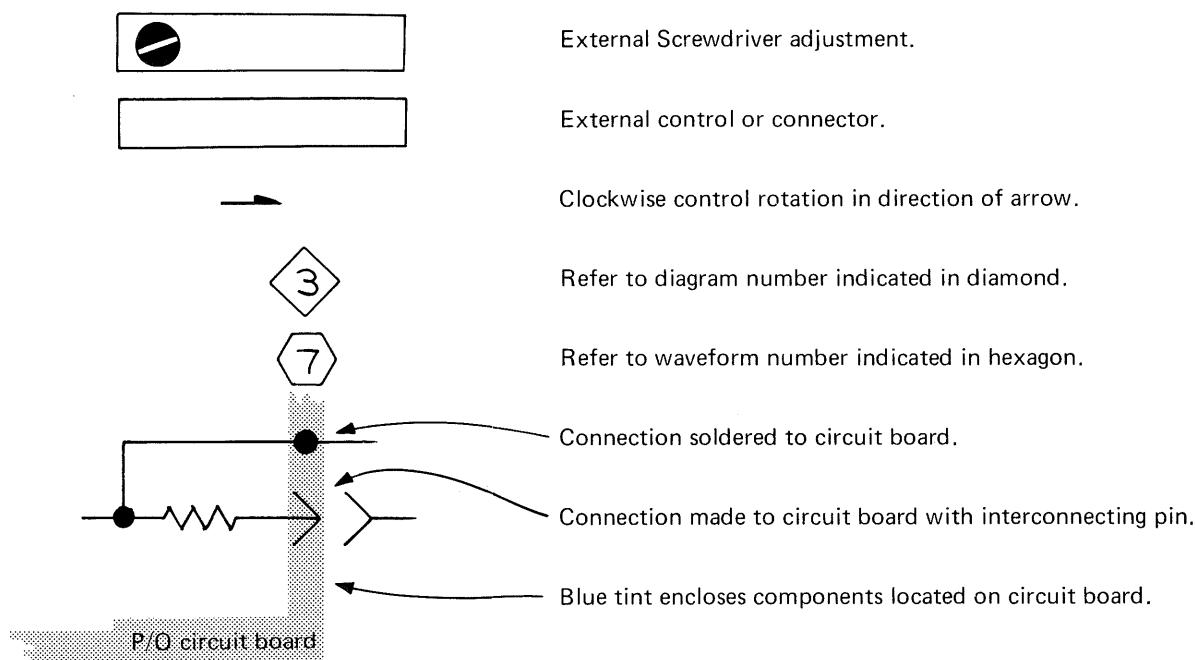 External Screwdriver adjustment.
External control or connector.
Clockwise control rotation in direction of arrow.
3
Refer to diagram number indicated in diamond.
7
Refer to waveform number indicated in hexagon.
Connection soldered to circuit board.
Connection made to circuit board with interconnecting pin.
Blue tint encloses components located on circuit board.
P/O circuit board